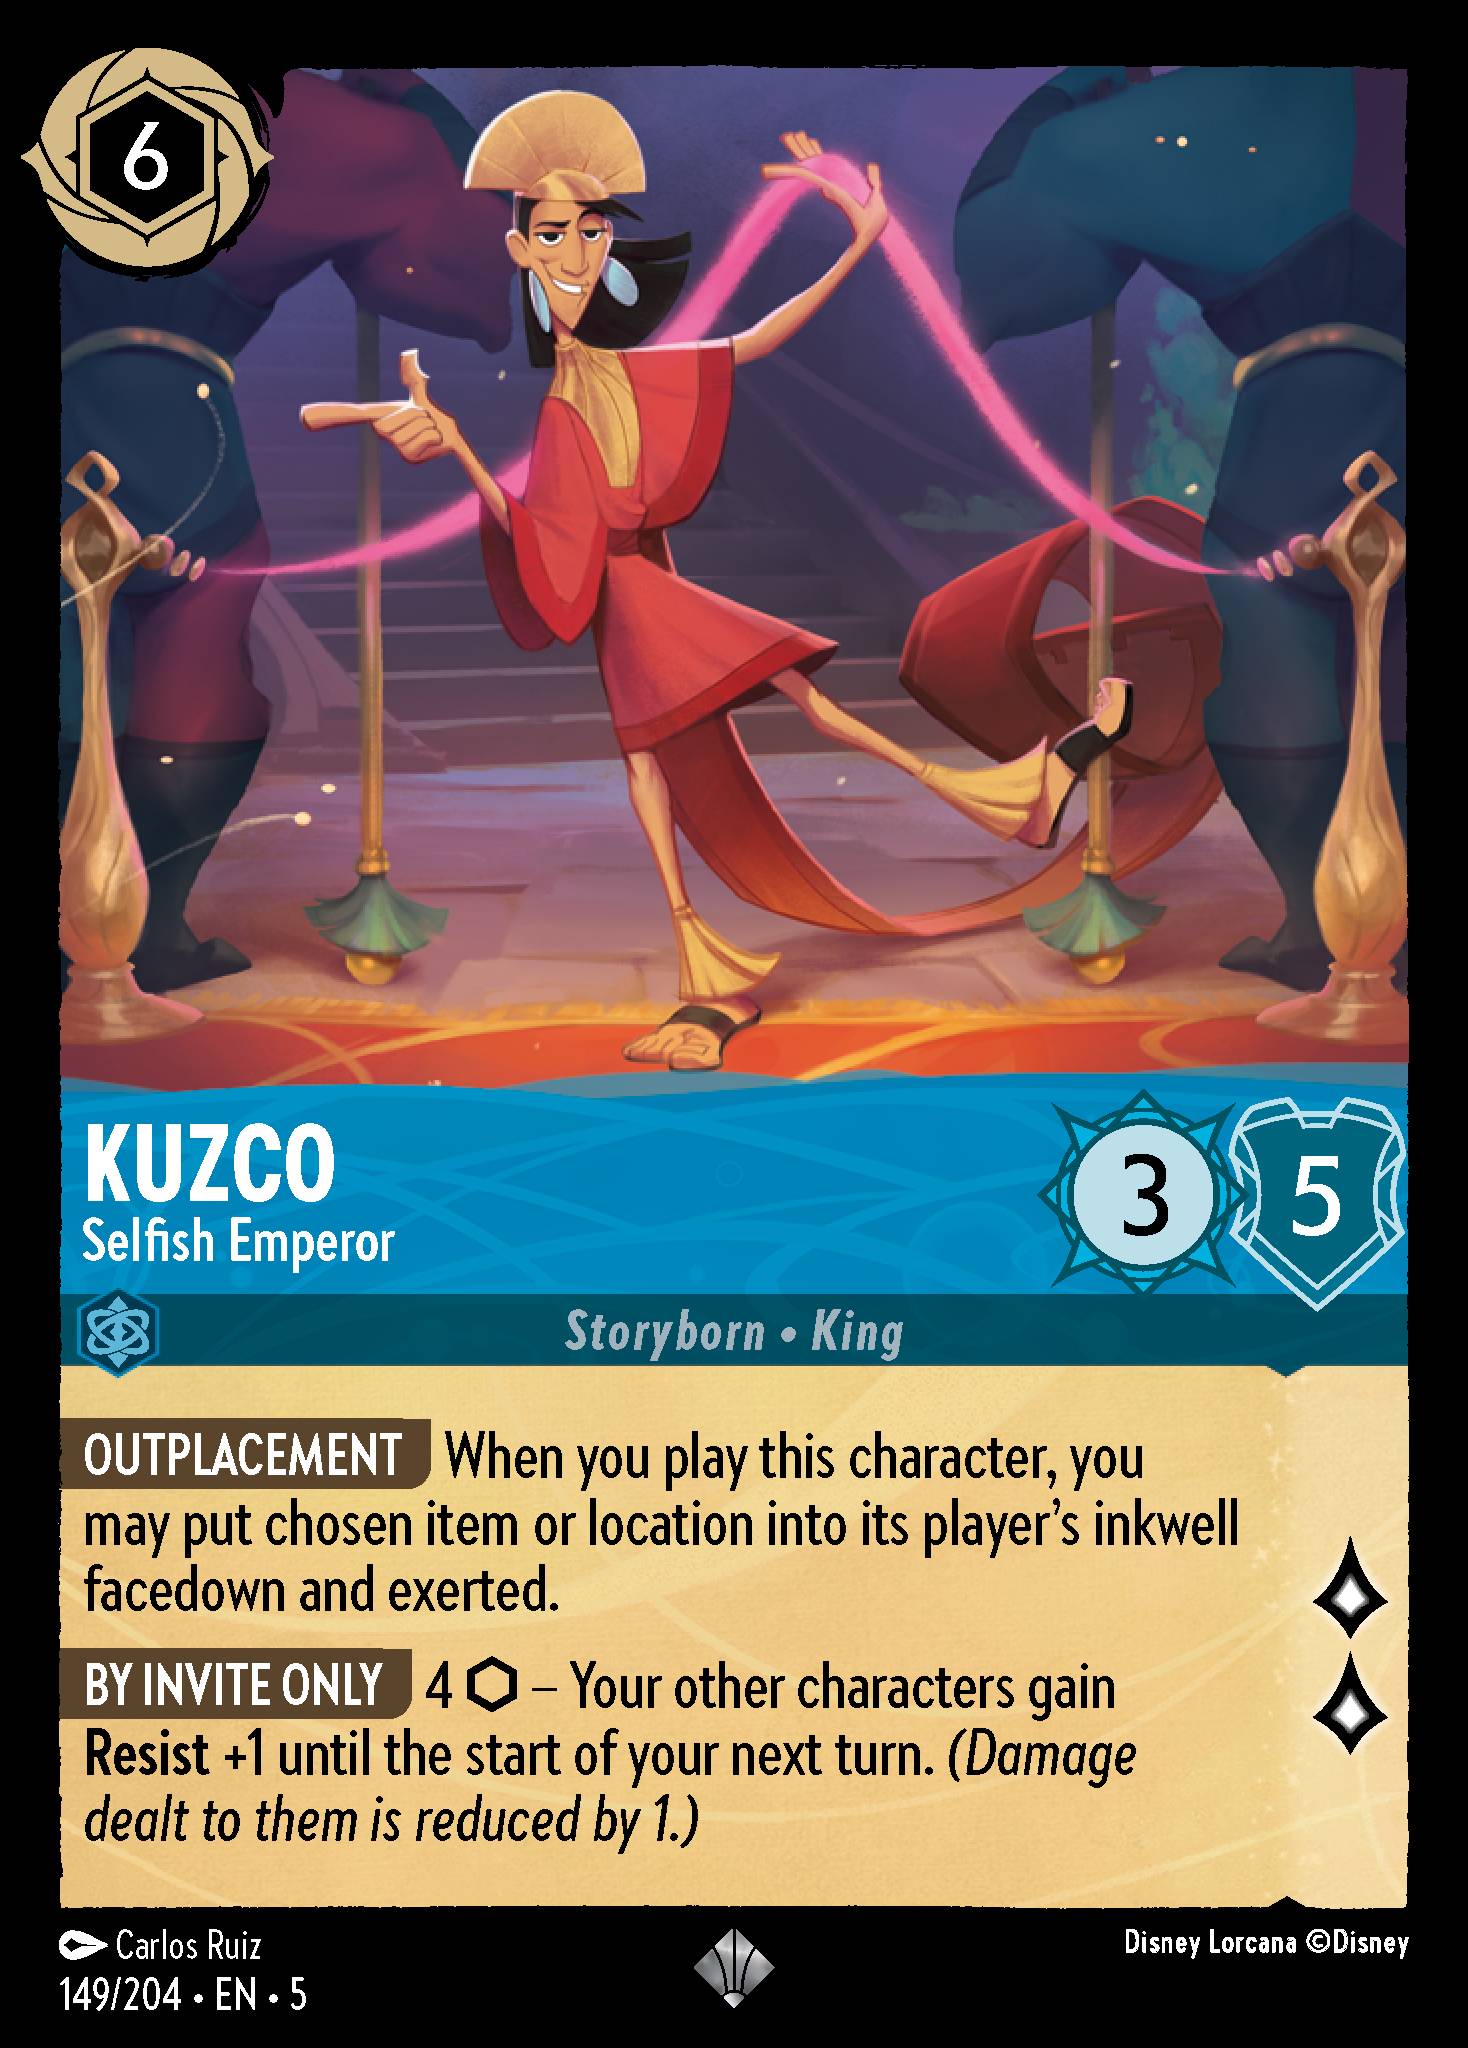 6
KUZCO
Selfish Emperor
3
5
Storyborn • King
OUTPLACEMENT When you play this character, you
may put chosen item or location into its player’s inkwell
facedown and exerted.
BY INVITE ONLY 4 ⬡ – Your other characters gain
Resist +1 until the start of your next turn. (Damage
dealt to them is reduced by 1.)
Carlos Ruiz
Disney Lorcana ©Disney
149/204 • EN • 5